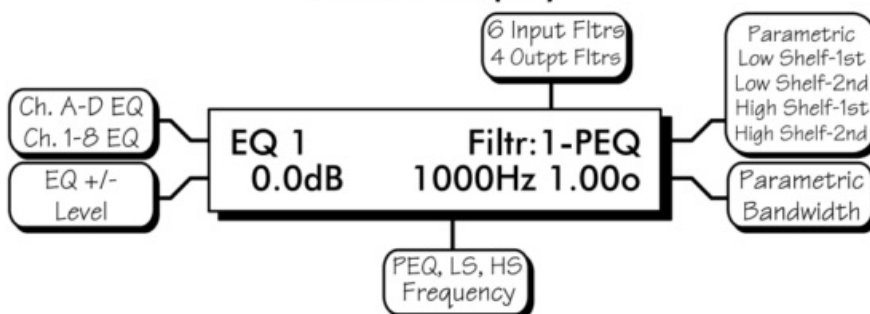 6 Input Fltrs
4 Outpt Fltrs
Parametric
Low Shelf-1st
Low Shelf-2nd
High Shelf-1st
High Shelf-2nd
Ch. A-D EQ
Ch. 1-8 EQ
EQ 1 Filtr:1-PEQ
0.0dB 1000Hz 1.00o
EQ +/-
Level
Parametric
Bandwidth
PEQ, LS, HS
Frequency